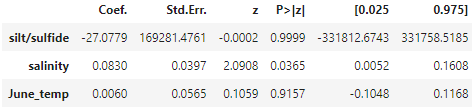 Coef. Std.Err. z P>|z| [0.025 0.975]
silt/sulfide -27.0779 169281.4761 -0.0002 0.9999 -331812.6743 331758.5185
salinity 0.0830 0.0397 2.0908 0.0365 0.0052 0.1608
June_temp 0.0060 0.0565 0.1059 0.9157 -0.1048 0.1168